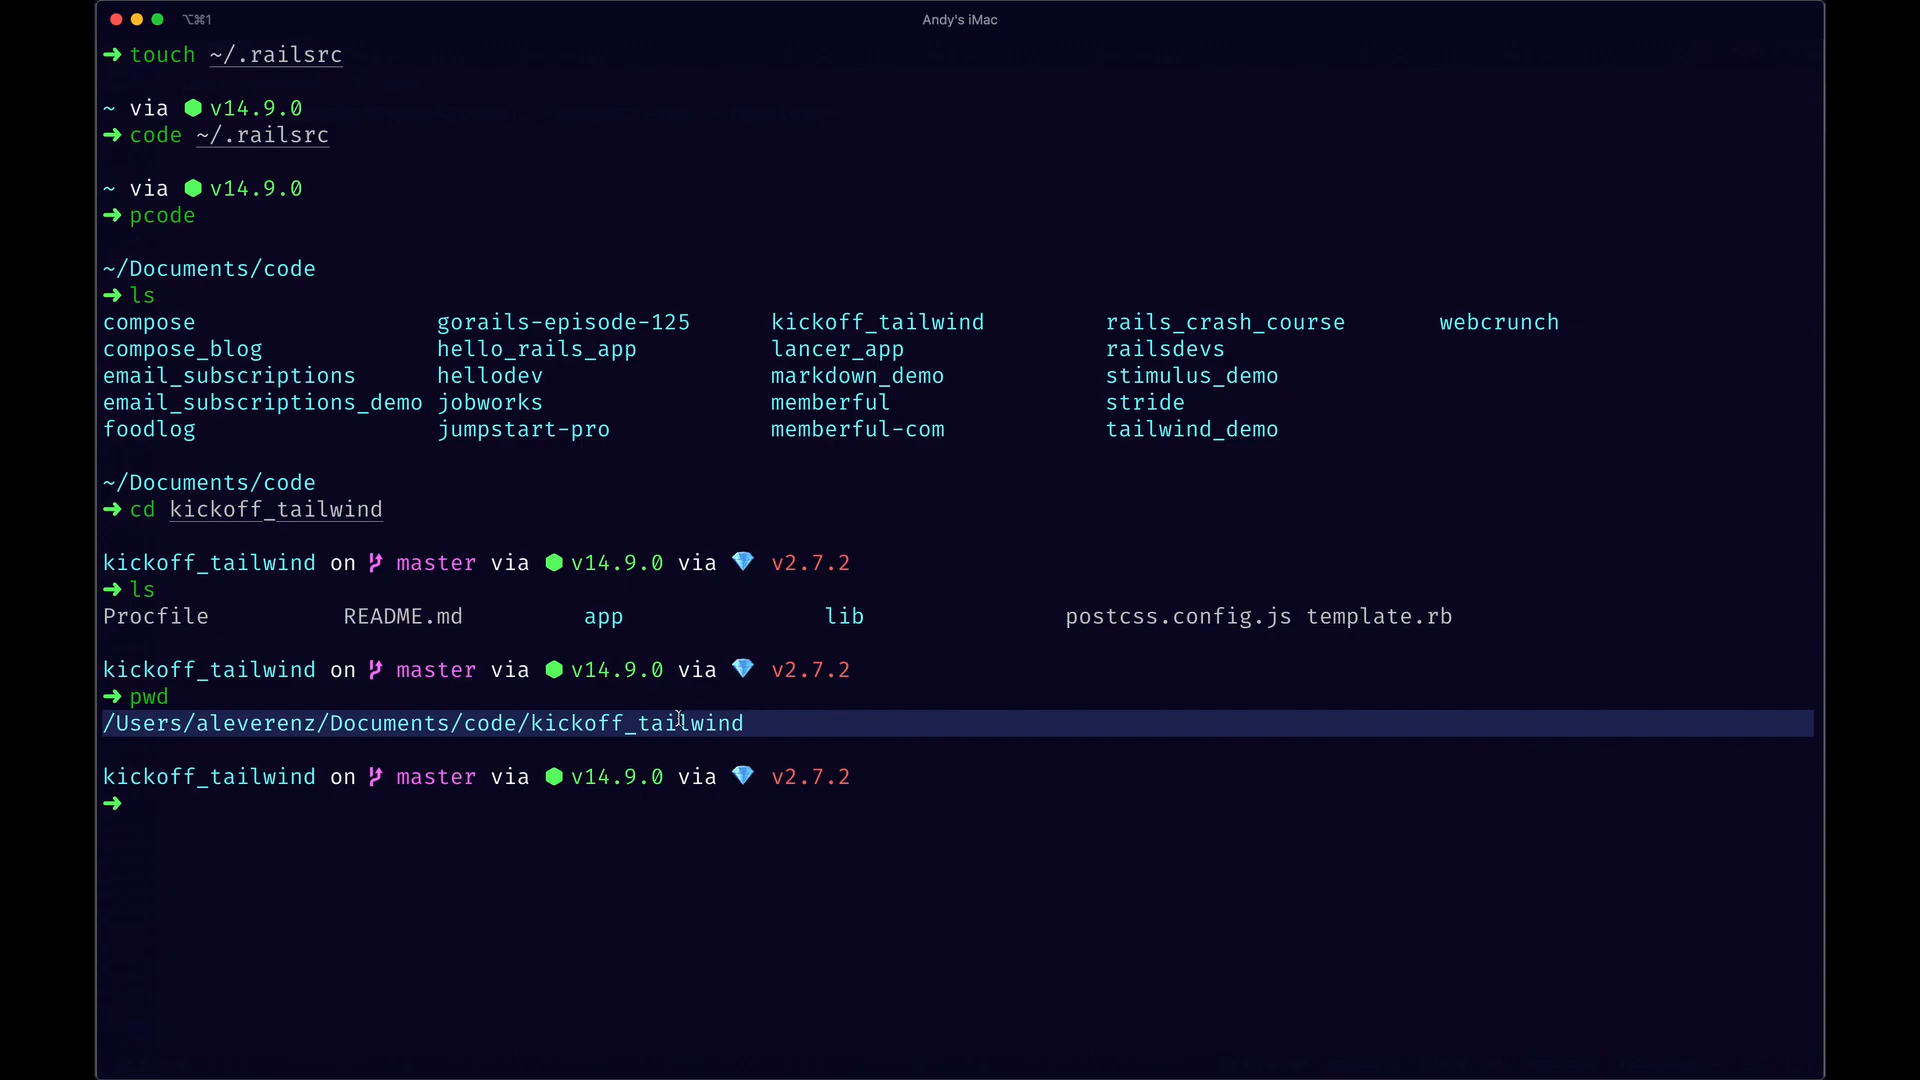 ⌥⌘1 Andy's iMac
➜ touch ~/.railsrc
~ via ⬢ v14.9.0
➜ code ~/.railsrc
~ via ⬢ v14.9.0
➜ pcode
~/Documents/code
➜ ls
compose gorails-episode-125 kickoff_tailwind rails_crash_course webcrunch
compose_blog hello_rails_app lancer_app railsdevs
email_subscriptions hellodev markdown_demo stimulus_demo
email_subscriptions_demo jobworks memberful stride
foodlog jumpstart-pro memberful-com tailwind_demo
~/Documents/code
➜ cd kickoff_tailwind
kickoff_tailwind on master via ⬢ v14.9.0 via 💎 v2.7.2
➜ ls
Procfile README.md app lib postcss.config.js template.rb
kickoff_tailwind on master via ⬢ v14.9.0 via 💎 v2.7.2
➜ pwd
/Users/aleverenz/Documents/code/kickoff_tailwind
kickoff_tailwind on master via ⬢ v14.9.0 via 💎 v2.7.2
➜